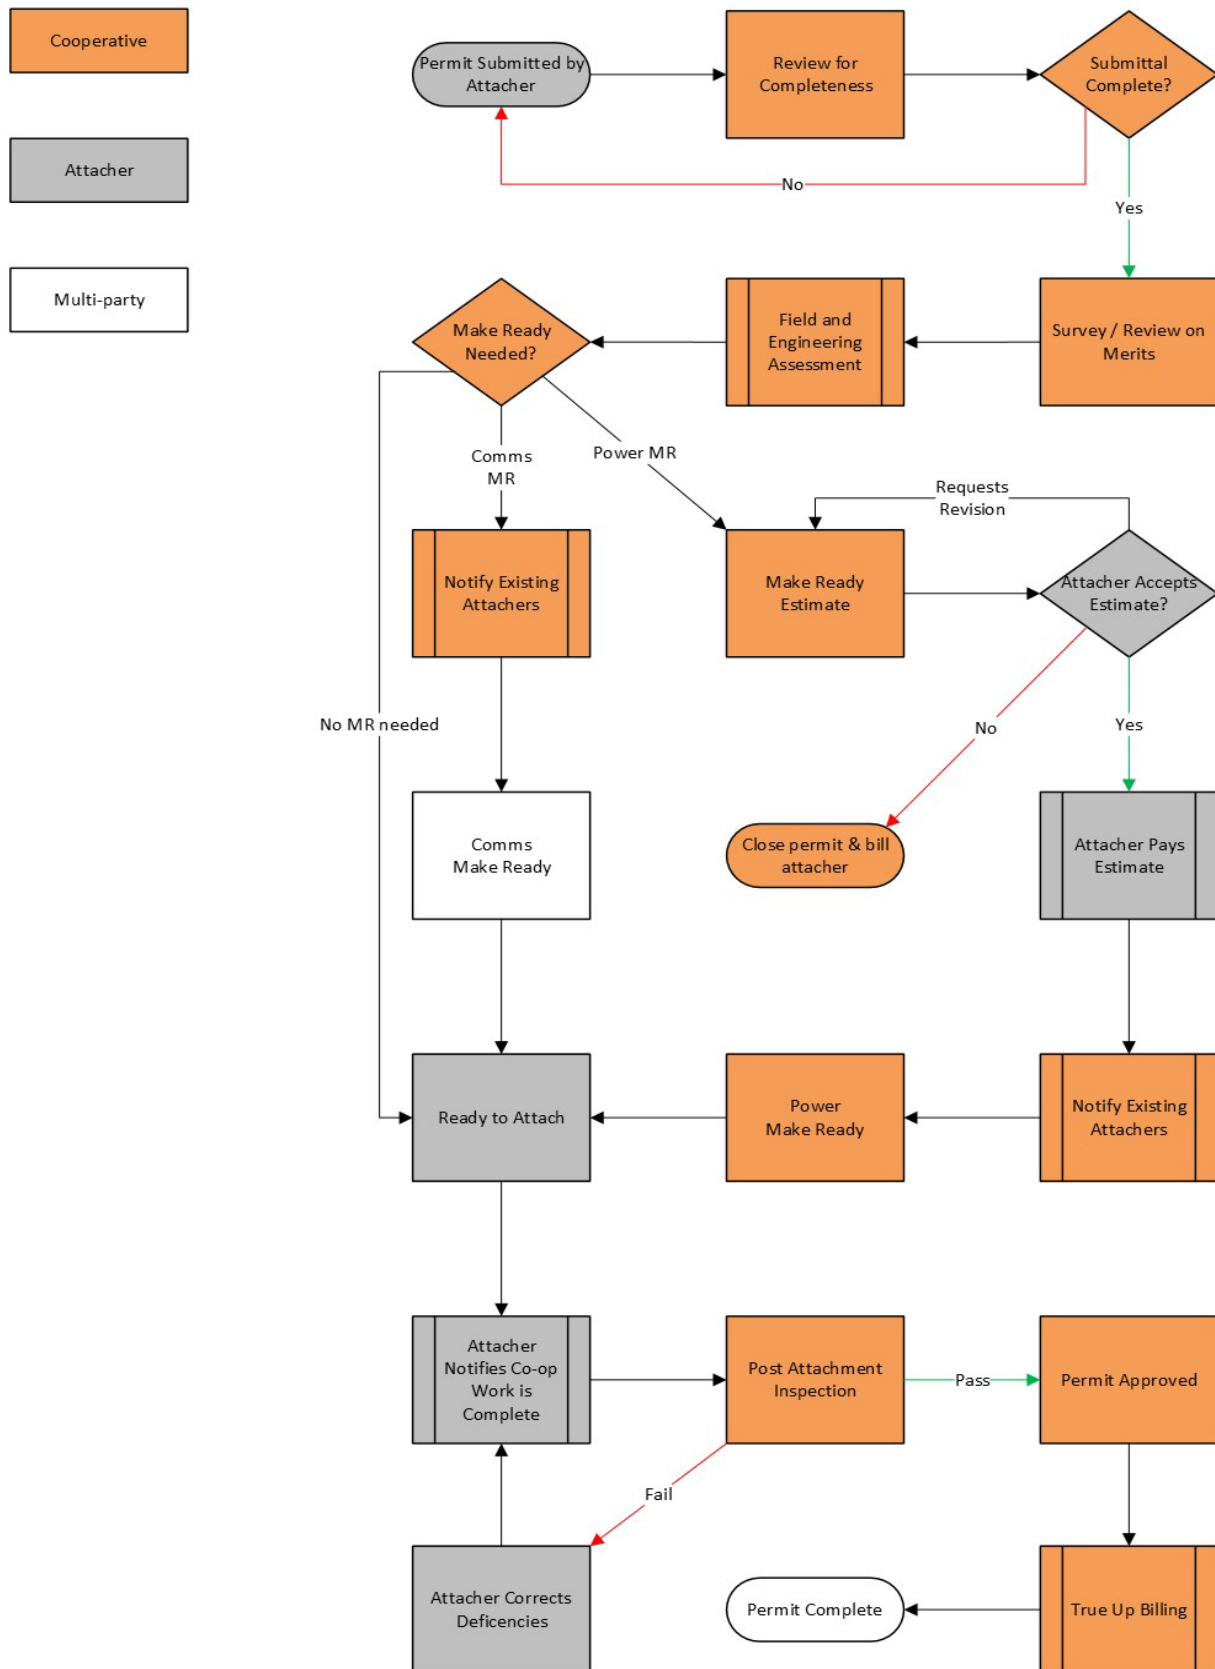 Cooperative
Permit Submitted by
Attacher
Review for
Completeness
Submittal
Complete?
Attacher
No
Yes
Multi-party
Make Ready
Needed?
Field and
Engineering
Assessment
Survey / Review on
Merits
Comms
MR
Power MR
Requests
Revision
Notify Existing
Attachers
Make Ready
Estimate
Attacher Accepts
Estimate?
No MR needed
No
Yes
Comms
Make Ready
Close permit & bill
attacher
Attacher Pays
Estimate
Ready to Attach
Power
Make Ready
Notify Existing
Attachers
Attacher
Notifies Co-op
Work is
Complete
Post Attachment
Inspection
Pass
Permit Approved
Fail
Attacher Corrects
Deficencies
Permit Complete
True Up Billing